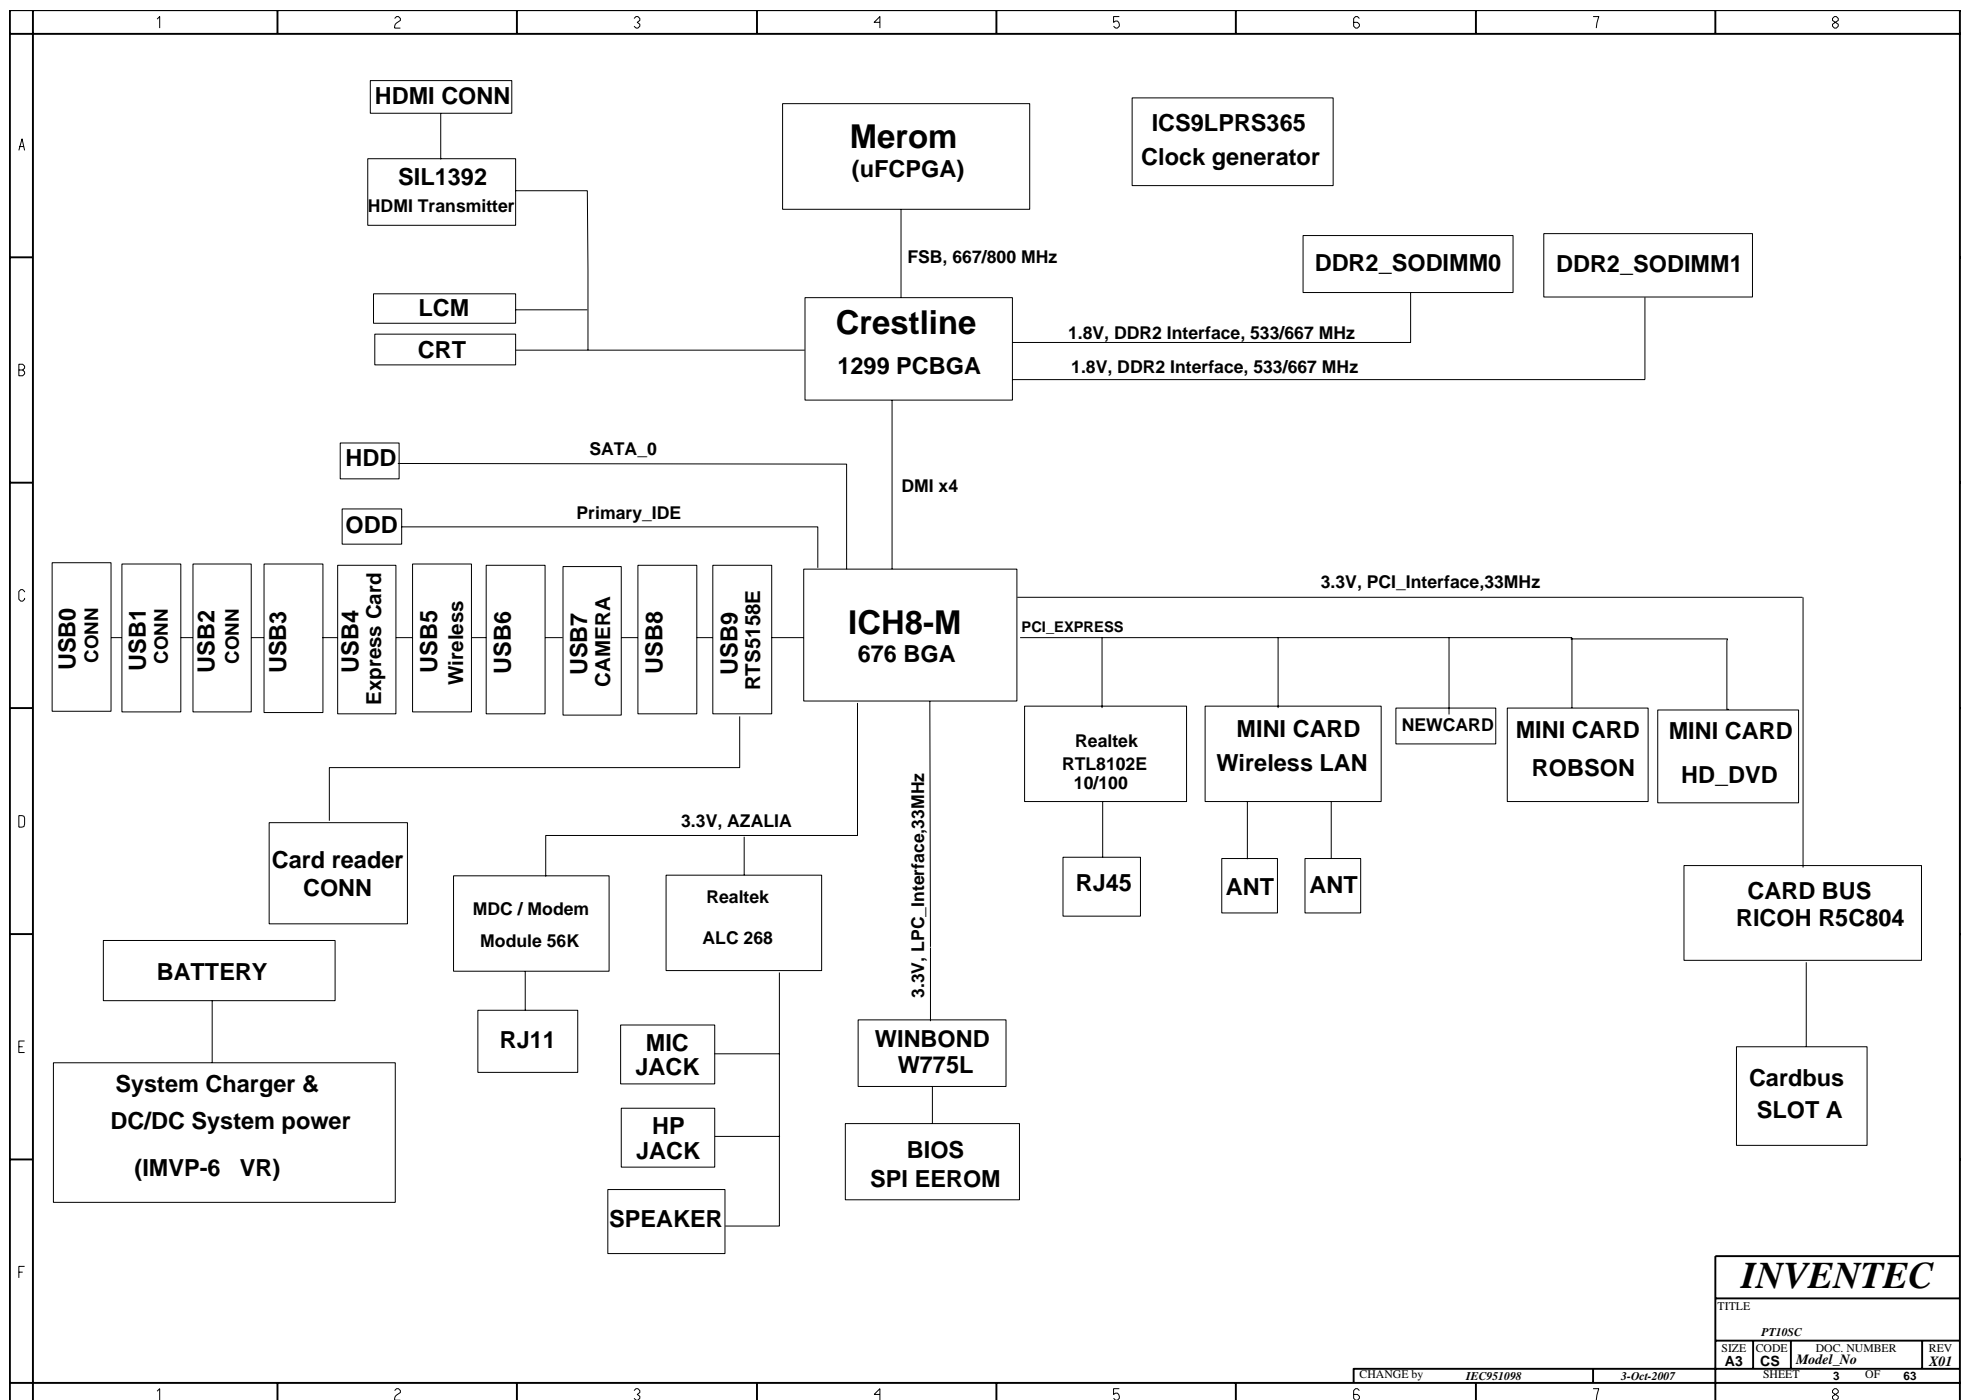 1 2 3 4 5 6 7 8
A
B
C
D
E
F
HDMI CONN
SIL1392
HDMI Transmitter
LCM
CRT
Merom
(uFCPGA)
ICS9LPRS365
Clock generator
FSB, 667/800 MHz
DDR2_SODIMM0
DDR2_SODIMM1
Crestline
1299 PCBGA
1.8V, DDR2 Interface, 533/667 MHz
1.8V, DDR2 Interface, 533/667 MHz
HDD
SATA_0
DMI x4
ODD
Primary_IDE
USB0
CONN
USB1
CONN
USB2
CONN
USB3
USB4
Express Card
USB5
Wireless
USB6
USB7
CAMERA
USB8
USB9
RTS5158E
ICH8-M
676 BGA
3.3V, PCI_Interface,33MHz
PCI_EXPRESS
Realtek
RTL8102E
10/100
MINI CARD
Wireless LAN
NEWCARD
MINI CARD
ROBSON
MINI CARD
HD_DVD
Card reader
CONN
3.3V, AZALIA
3.3V, LPC_Interface,33MHz
RJ45
ANT
ANT
CARD BUS
RICOH R5C804
MDC / Modem
Module 56K
Realtek
ALC 268
BATTERY
RJ11
MIC
JACK
WINBOND
W775L
Cardbus
SLOT A
System Charger &
DC/DC System power
(IMVP-6 VR)
HP
JACK
BIOS
SPI EEROM
SPEAKER
INVENTEC
TITLE
PT10SC
SIZE CODE DOC. NUMBER REV
A3 CS Model_No X01
CHANGE by IEC951098 3-Oct-2007 SHEET 3 OF 63
1 2 3 4 5 6 7 8